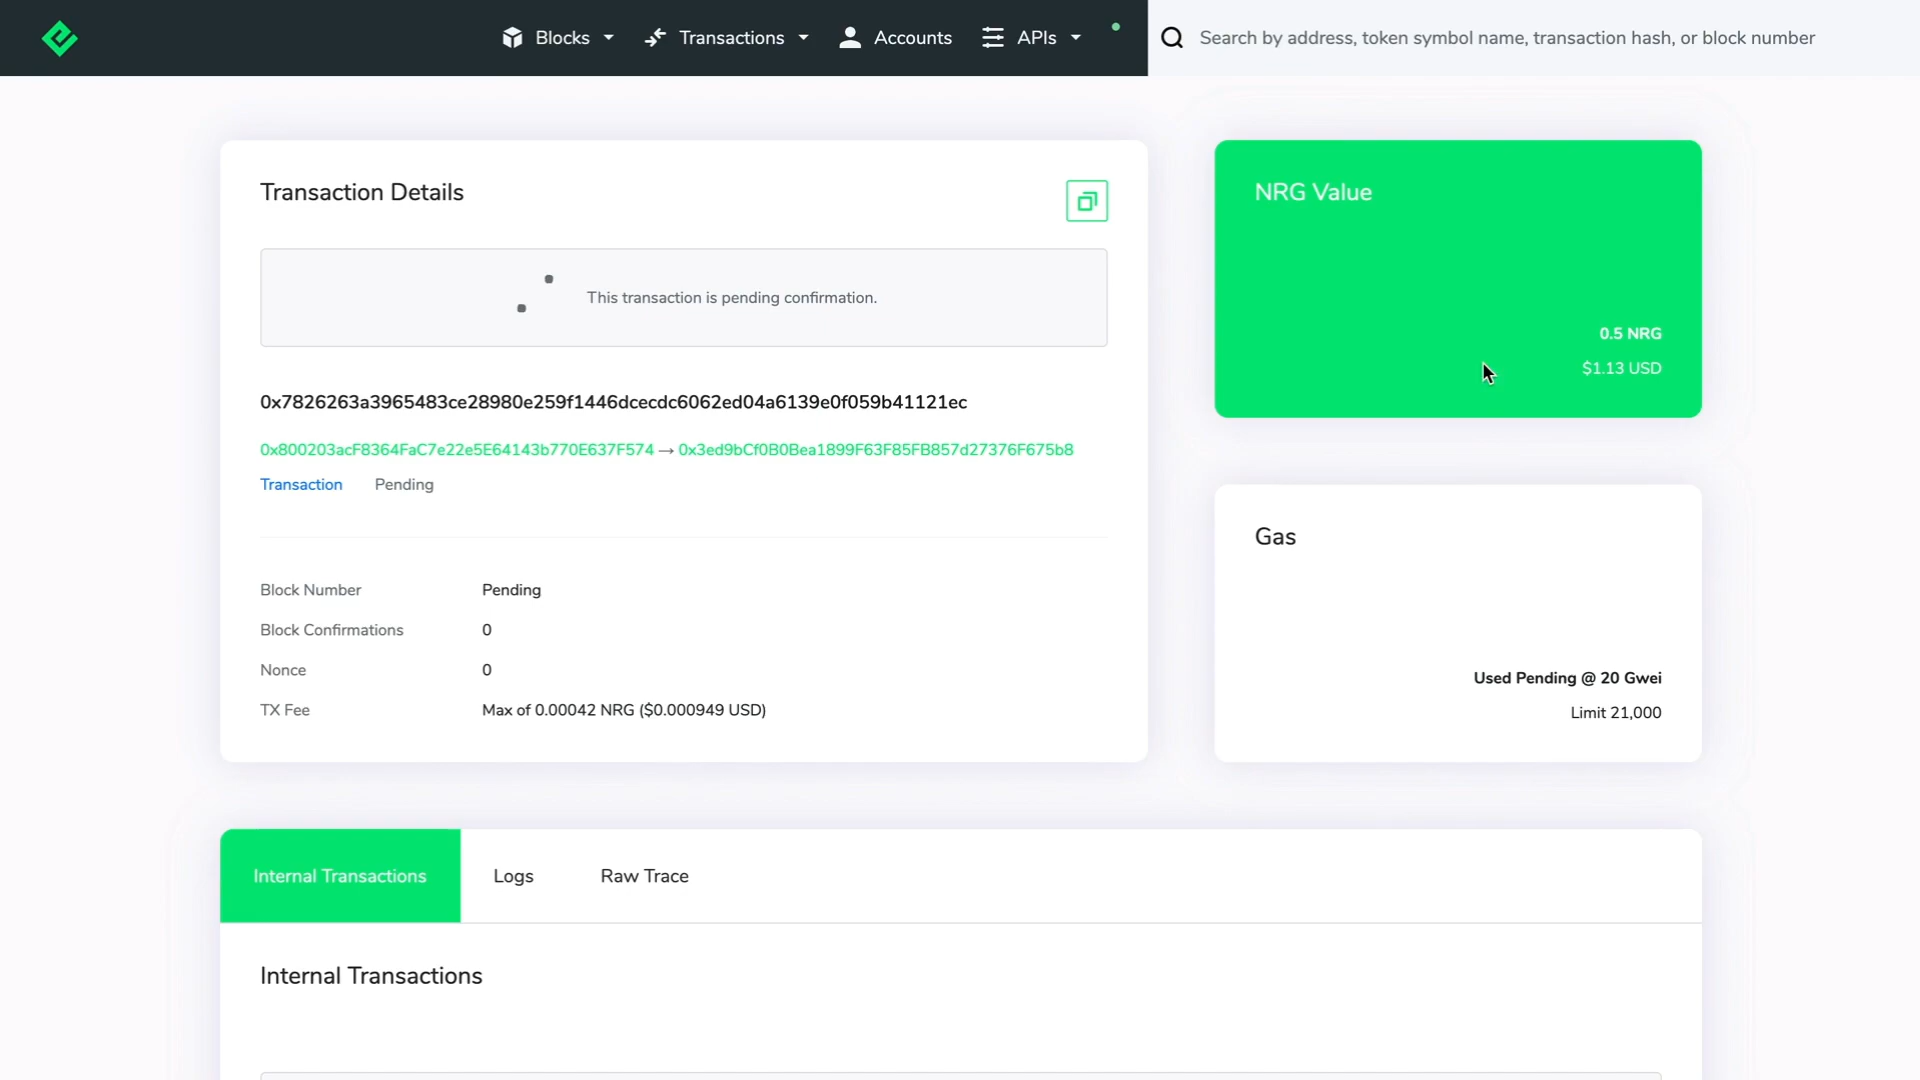 Blocks Transactions Accounts APIs Search by address, token symbol name, transaction hash, or block number
Transaction Details
This transaction is pending confirmation.
0x7826263a3965483ce28980e259f1446dcecdc6062ed04a6139e0f059b41121ec
0x800203acF8364FaC7e22e5E64143b770E637F574 → 0x3ed9bCf0B0Bea1899F63F85FB857d27376F675b8
Transaction Pending
Block Number Pending
Block Confirmations 0
Nonce 0
TX Fee Max of 0.00042 NRG ($0.000949 USD)
NRG Value
0.5 NRG
$1.13 USD
Gas
Used Pending @ 20 Gwei
Limit 21,000
Internal Transactions Logs Raw Trace
Internal Transactions